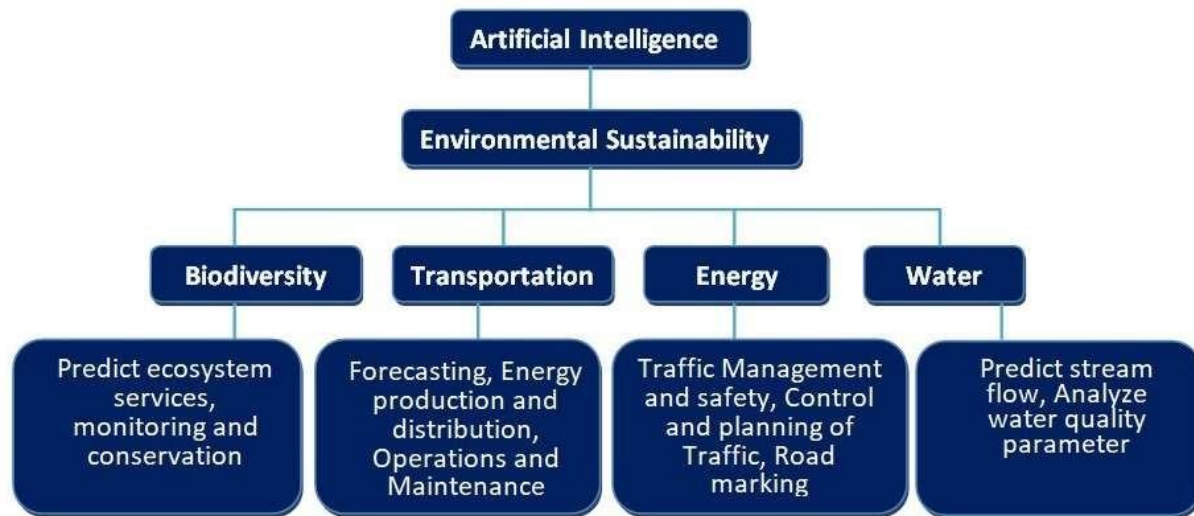 Artificial Intelligence
Environmental Sustainability
Biodiversity
Transportation
Energy
Water
Predict ecosystem
services,
monitoring and
conservation
Forecasting, Energy
production and
distribution,
Operations and
Maintenance
Traffic Management
and safety, Control
and planning of
Traffic, Road
marking
Predict stream
flow, Analyze
water quality
parameter